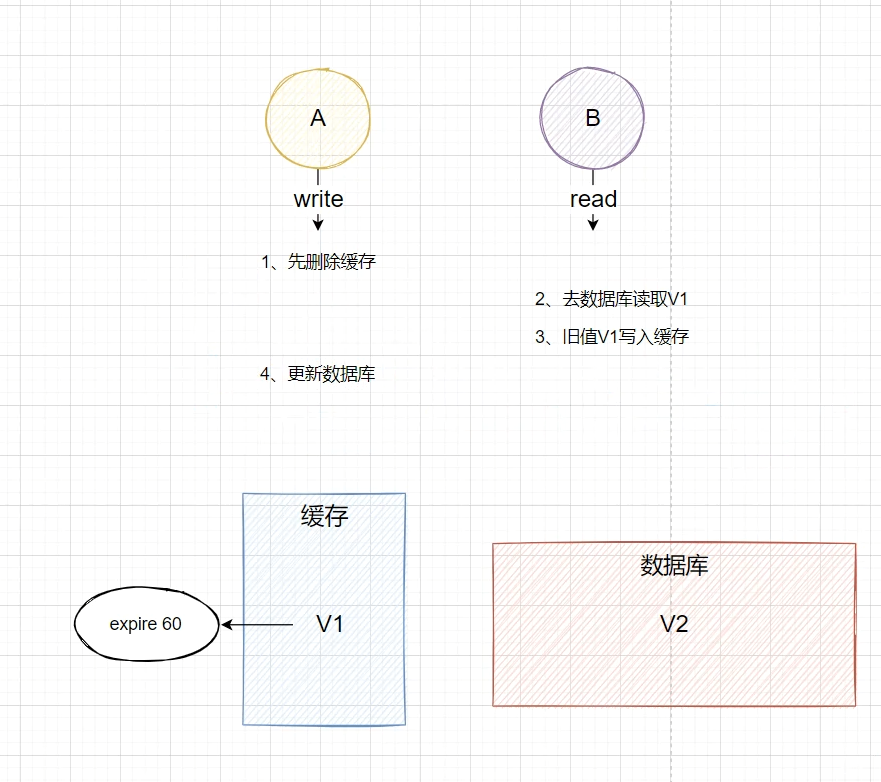 A
B
write
read
1、先删除缓存
2、去数据库读取V1
3、旧值V1写入缓存
4、更新数据库
缓存
数据库
expire 60
V1
V2